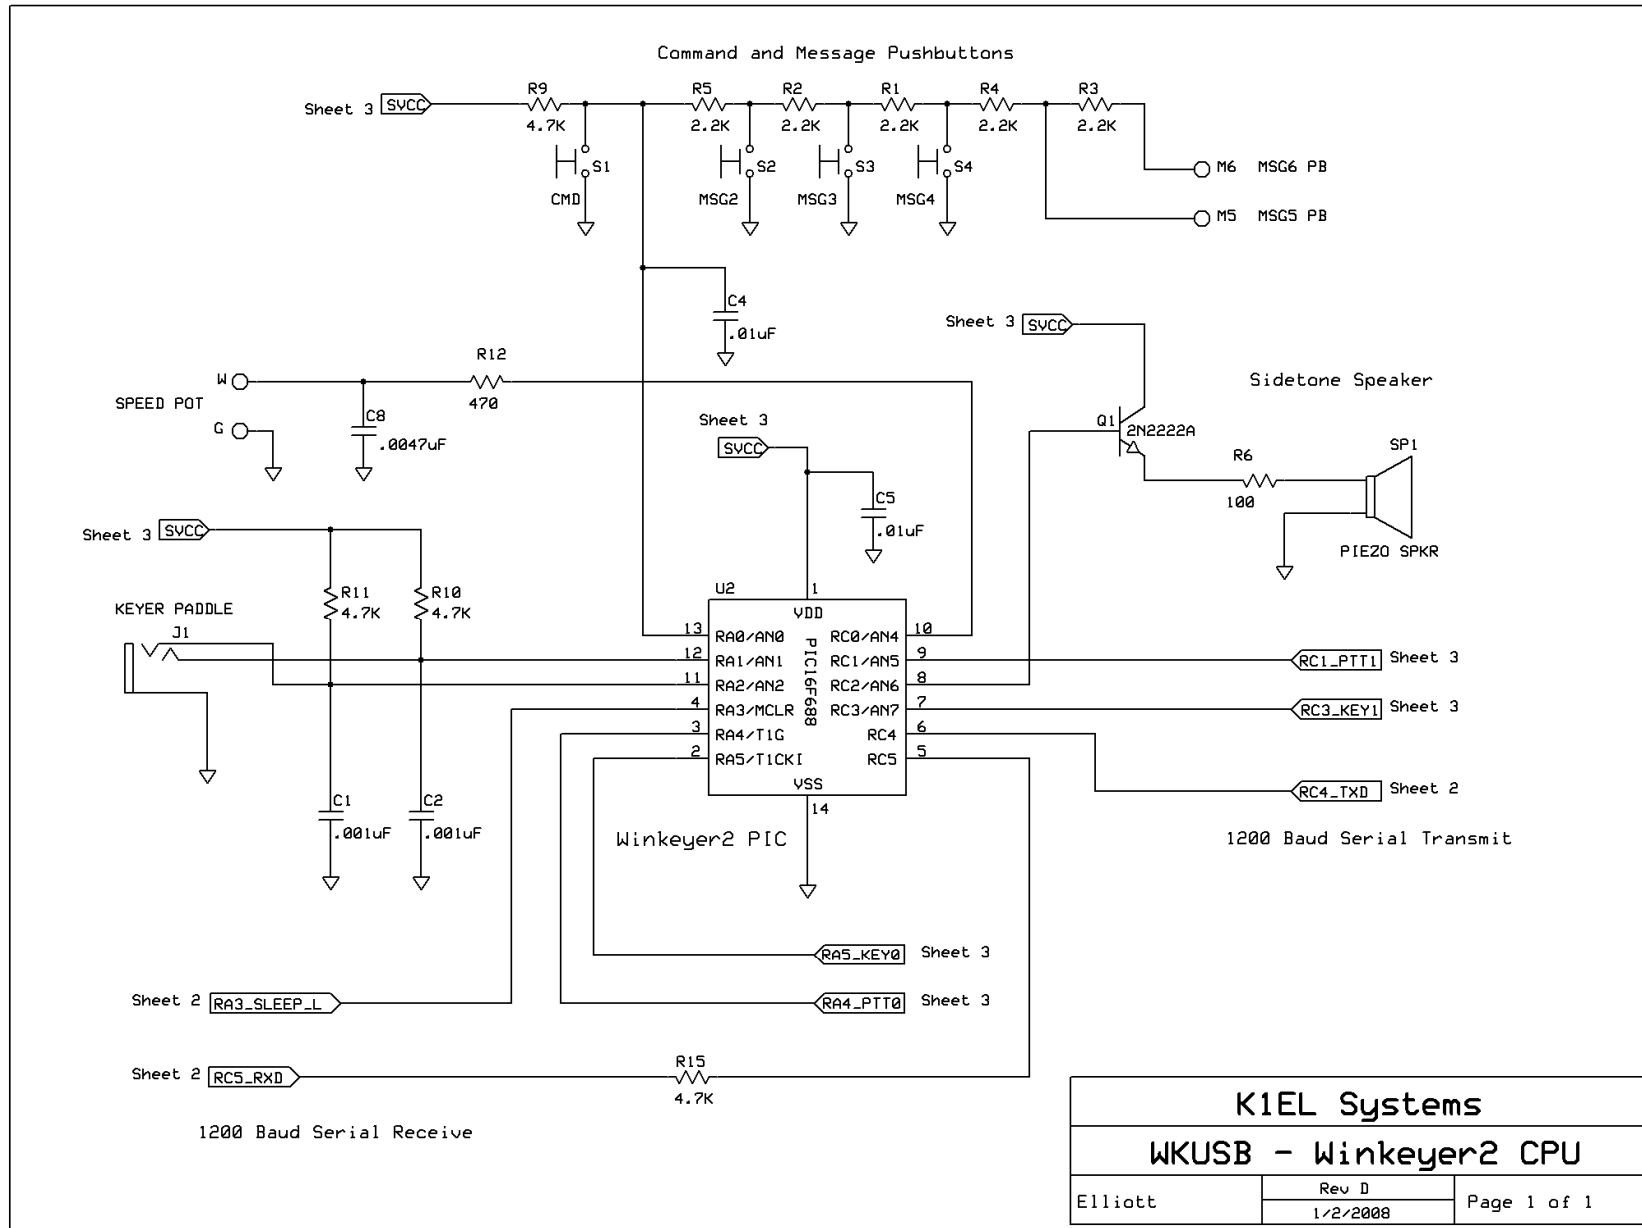 Command and Message Pushbuttons
Sheet 3 SVCC
R9
4.7K
R5
2.2K
R2
2.2K
R1
2.2K
R4
2.2K
R3
2.2K
S1
CMD
S2
MSG2
S3
MSG3
S4
MSG4
M6 MSG6 PB
M5 MSG5 PB
C4
.01uF
Sheet 3 SVCC
R12
470
W
SPEED POT
G
C8
.0047uF
Sidetone Speaker
Sheet 3
SVCC
Q1
2N2222A
R6
100
SP1
PIEZO SPKR
C5
.01uF
Sheet 3 SVCC
R11
4.7K
R10
4.7K
KEYER PADDLE
J1
U2
1
VDD
13 RA0/AN0
12 RA1/AN1
11 RA2/AN2
4 RA3/MCLR
3 RA4/T1G
2 RA5/T1CKI
PIC16F688
RC0/AN4 10
RC1/AN5 9
RC2/AN6 8
RC3/AN7 7
RC4 6
RC5 5
VSS
14
RC1_PTT1 Sheet 3
RC3_KEY1 Sheet 3
RC4_TXD Sheet 2
1200 Baud Serial Transmit
C1
.001uF
C2
.001uF
Winkeyer2 PIC
RA5_KEY0 Sheet 3
RA4_PTT0 Sheet 3
Sheet 2 RA3_SLEEP_L
Sheet 2 RC5_RXD
R15
4.7K
1200 Baud Serial Receive
K1EL Systems
WKUSB - Winkeyer2 CPU
Elliott
Rev D
1/2/2008
Page 1 of 1